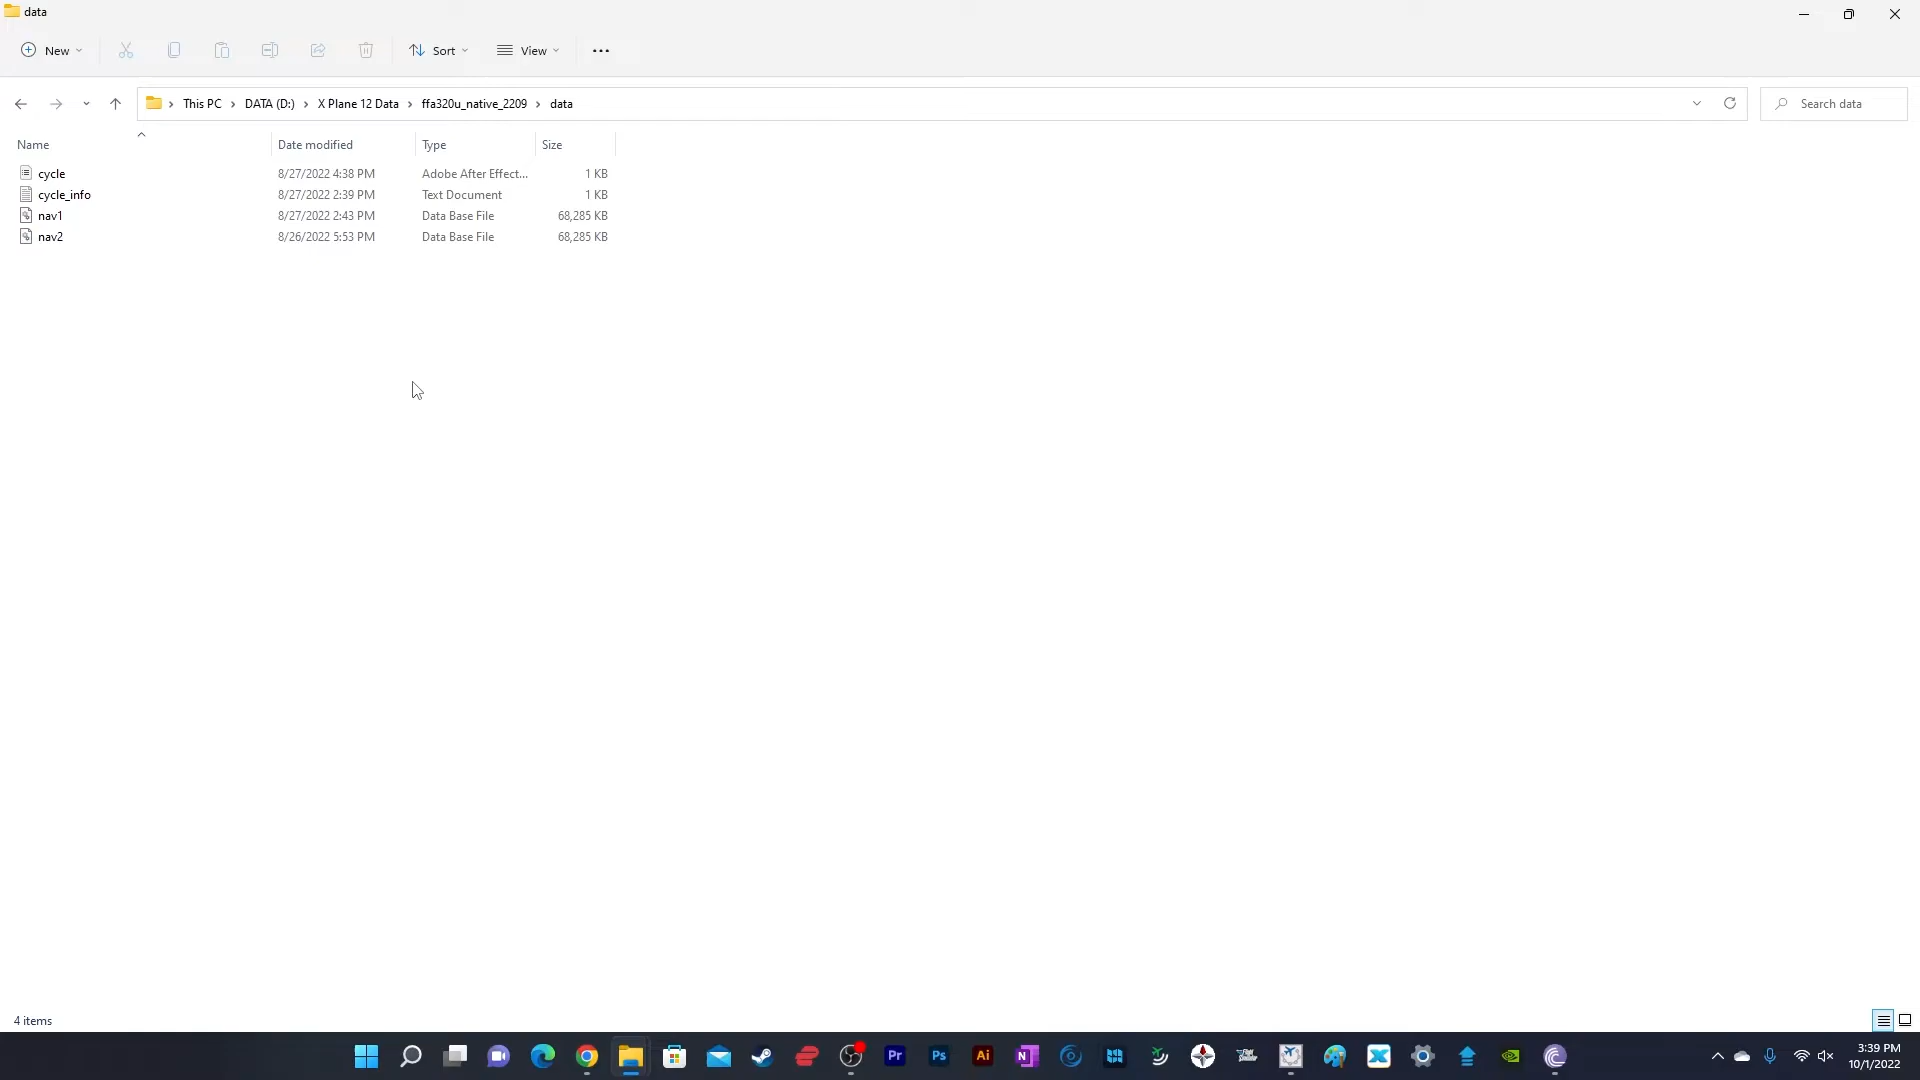 data
New
Sort
View
This PC > DATA (D:) > X Plane 12 Data > ffa320u_native_2209 > data
Search data
Name Date modified Type Size
cycle 8/27/2022 4:38 PM Adobe After Effect... 1 KB
cycle_info 8/27/2022 2:39 PM Text Document 1 KB
nav1 8/27/2022 2:43 PM Data Base File 68,285 KB
nav2 8/26/2022 5:53 PM Data Base File 68,285 KB
4 items
Pr Ps Ai N
3:39 PM
10/1/2022